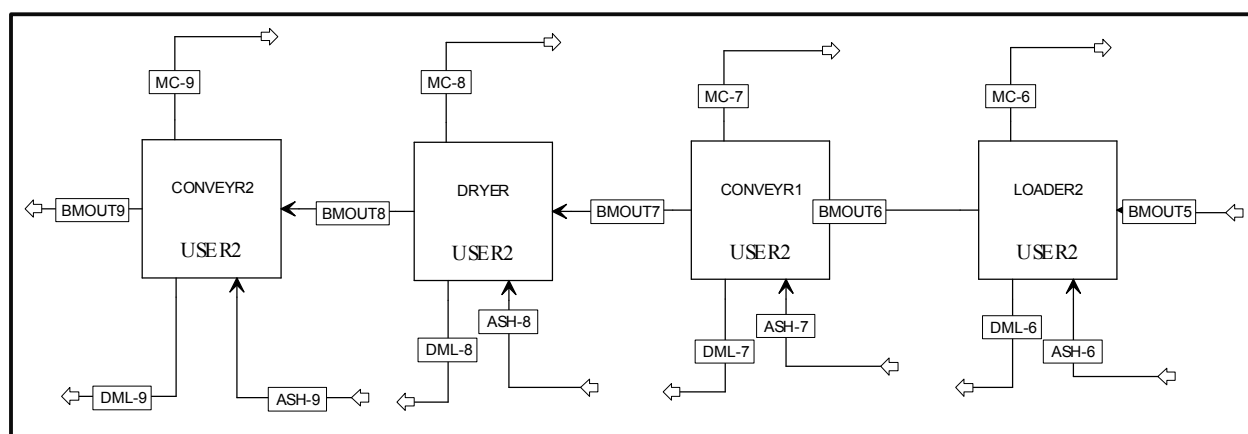 MC-9
MC-8
MC-7
MC-6
CONVEYR2
DRYER
CONVEYR1
LOADER2
BMOUT9
BMOUT8
BMOUT7
BMOUT6
BMOUT5
USER2
USER2
USER2
USER2
ASH-8
ASH-7
DML-6
DML-8
DML-7
ASH-6
DML-9
ASH-9